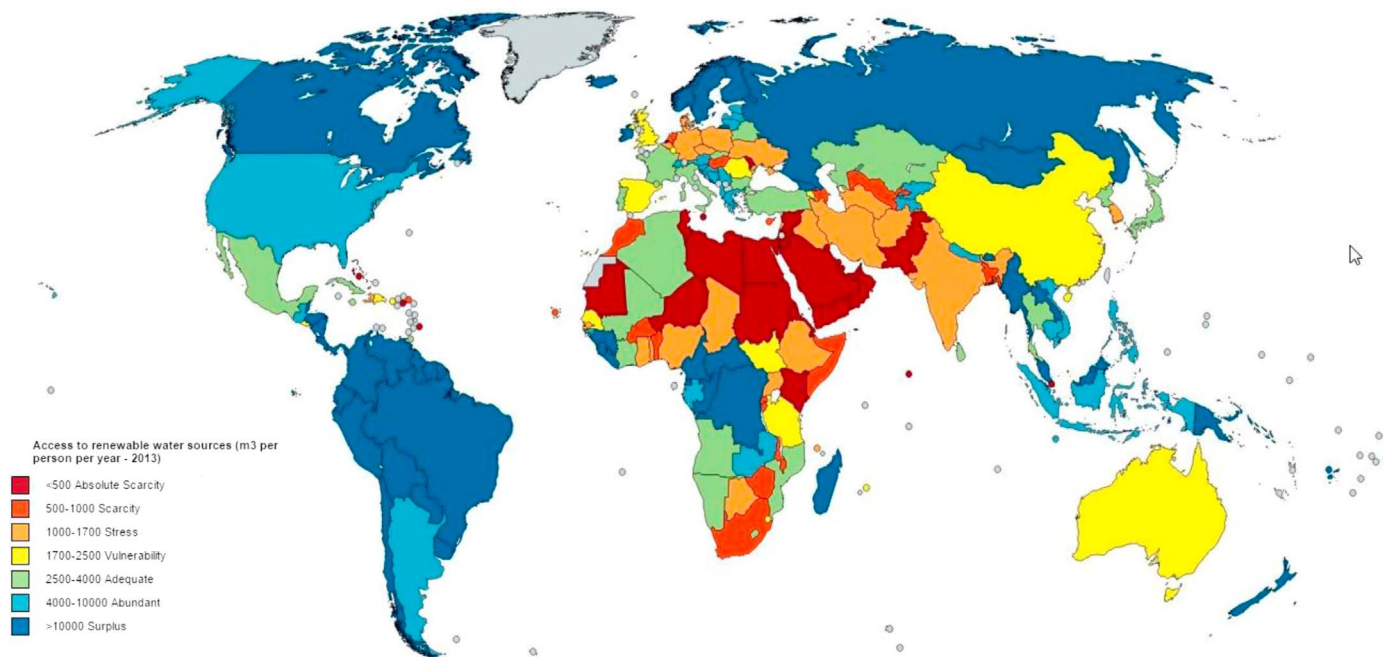 Access to renewable water sources (m3 per
person per year - 2013)
<500 Absolute Scarcity
500-1000 Scarcity
1000-1700 Stress
1700-2500 Vulnerability
2500-4000 Adequate
4000-10000 Abundant
>10000 Surplus